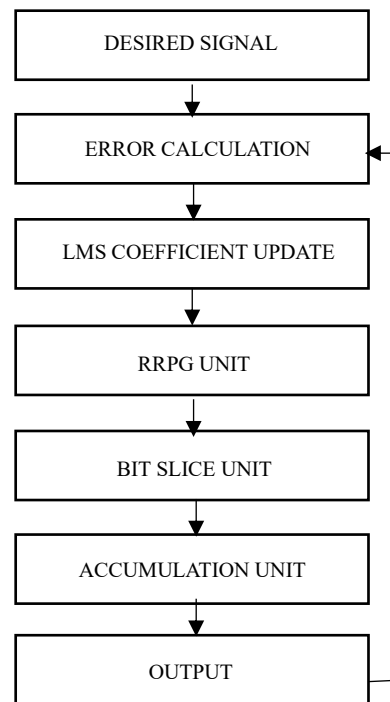 DESIRED SIGNAL
ERROR CALCULATION
LMS COEFFICIENT UPDATE
RRPG UNIT
BIT SLICE UNIT
ACCUMULATION UNIT
OUTPUT